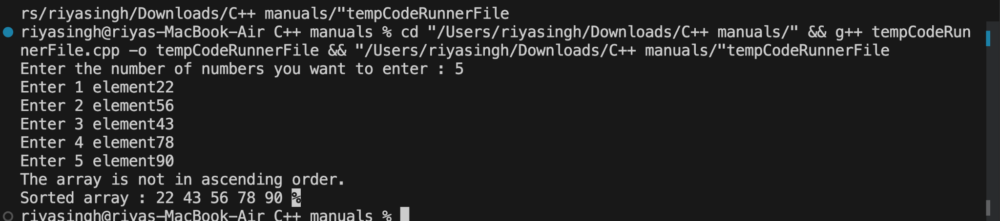 rs/riyasingh/Downloads/C++ manuals/"tempCodeRunnerFile
riyasingh@riyas-MacBook-Air C++ manuals % cd "/Users/riyasingh/Downloads/C++ manuals/" && g++ tempCodeRun
nerFile.cpp -o tempCodeRunnerFile && "/Users/riyasingh/Downloads/C++ manuals/"tempCodeRunnerFile
Enter the number of numbers you want to enter : 5
Enter 1 element22
Enter 2 element56
Enter 3 element43
Enter 4 element78
Enter 5 element90
The array is not in ascending order.
Sorted array : 22 43 56 78 90 %
riyasingh@riyas-MacBook-Air C++ manuals %